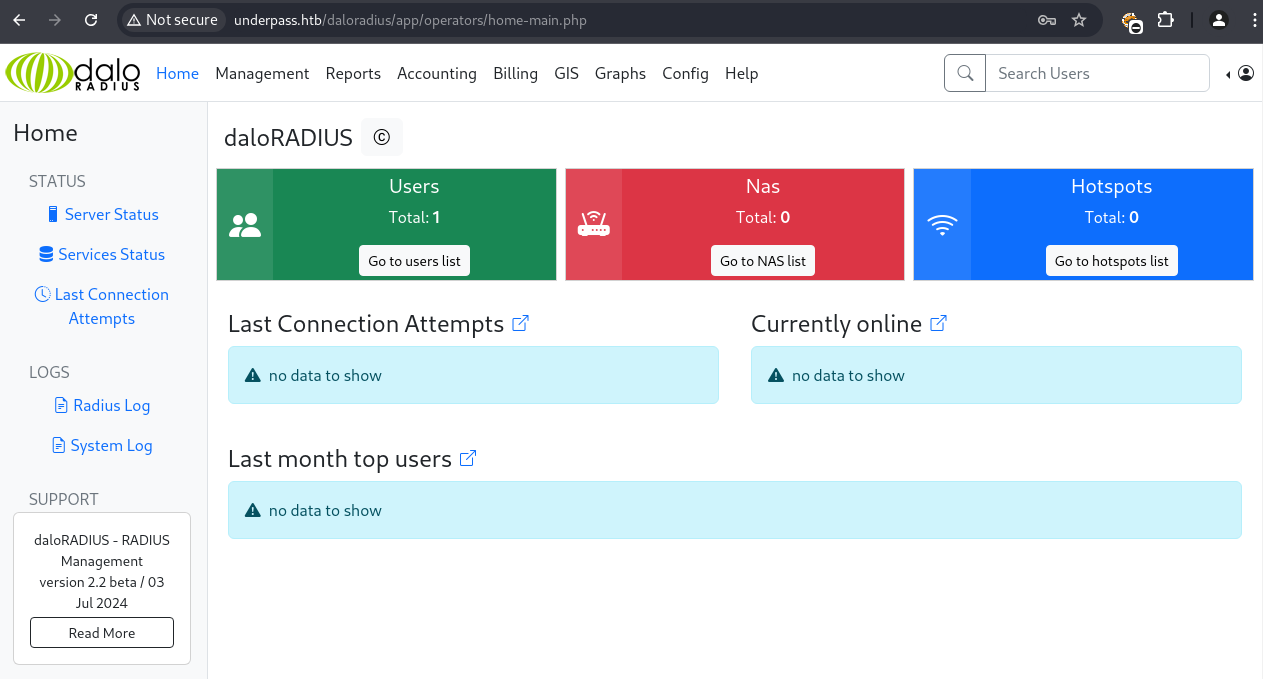 Not secure underpass.htb/daloradius/app/operators/home-main.php
dalo RADIUS Home Management Reports Accounting Billing GIS Graphs Config Help Search Users
Home
STATUS
Server Status
Services Status
Last Connection
Attempts
LOGS
Radius Log
System Log
SUPPORT
daloRADIUS - RADIUS
Management
version 2.2 beta / 03
Jul 2024
Read More
daloRADIUS ©
Users
Total: 1
Go to users list
Nas
Total: 0
Go to NAS list
Hotspots
Total: 0
Go to hotspots list
Last Connection Attempts
no data to show
Currently online
no data to show
Last month top users
no data to show